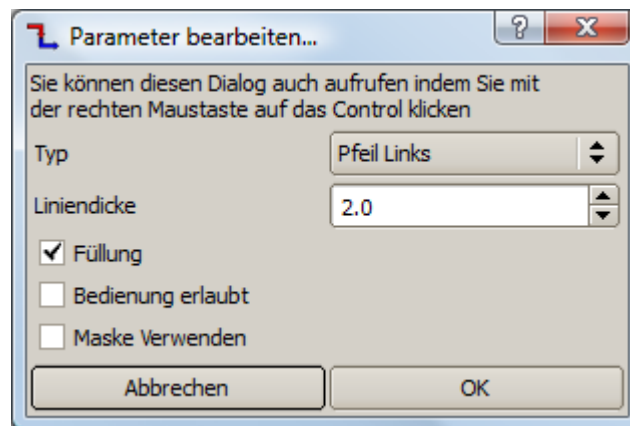 Parameter bearbeiten...
Sie können diesen Dialog auch aufrufen indem Sie mit
der rechten Maustaste auf das Control klicken
Typ Pfeil Links
Liniendicke 2.0
Füllung
Bedienung erlaubt
Maske Verwenden
Abbrechen OK